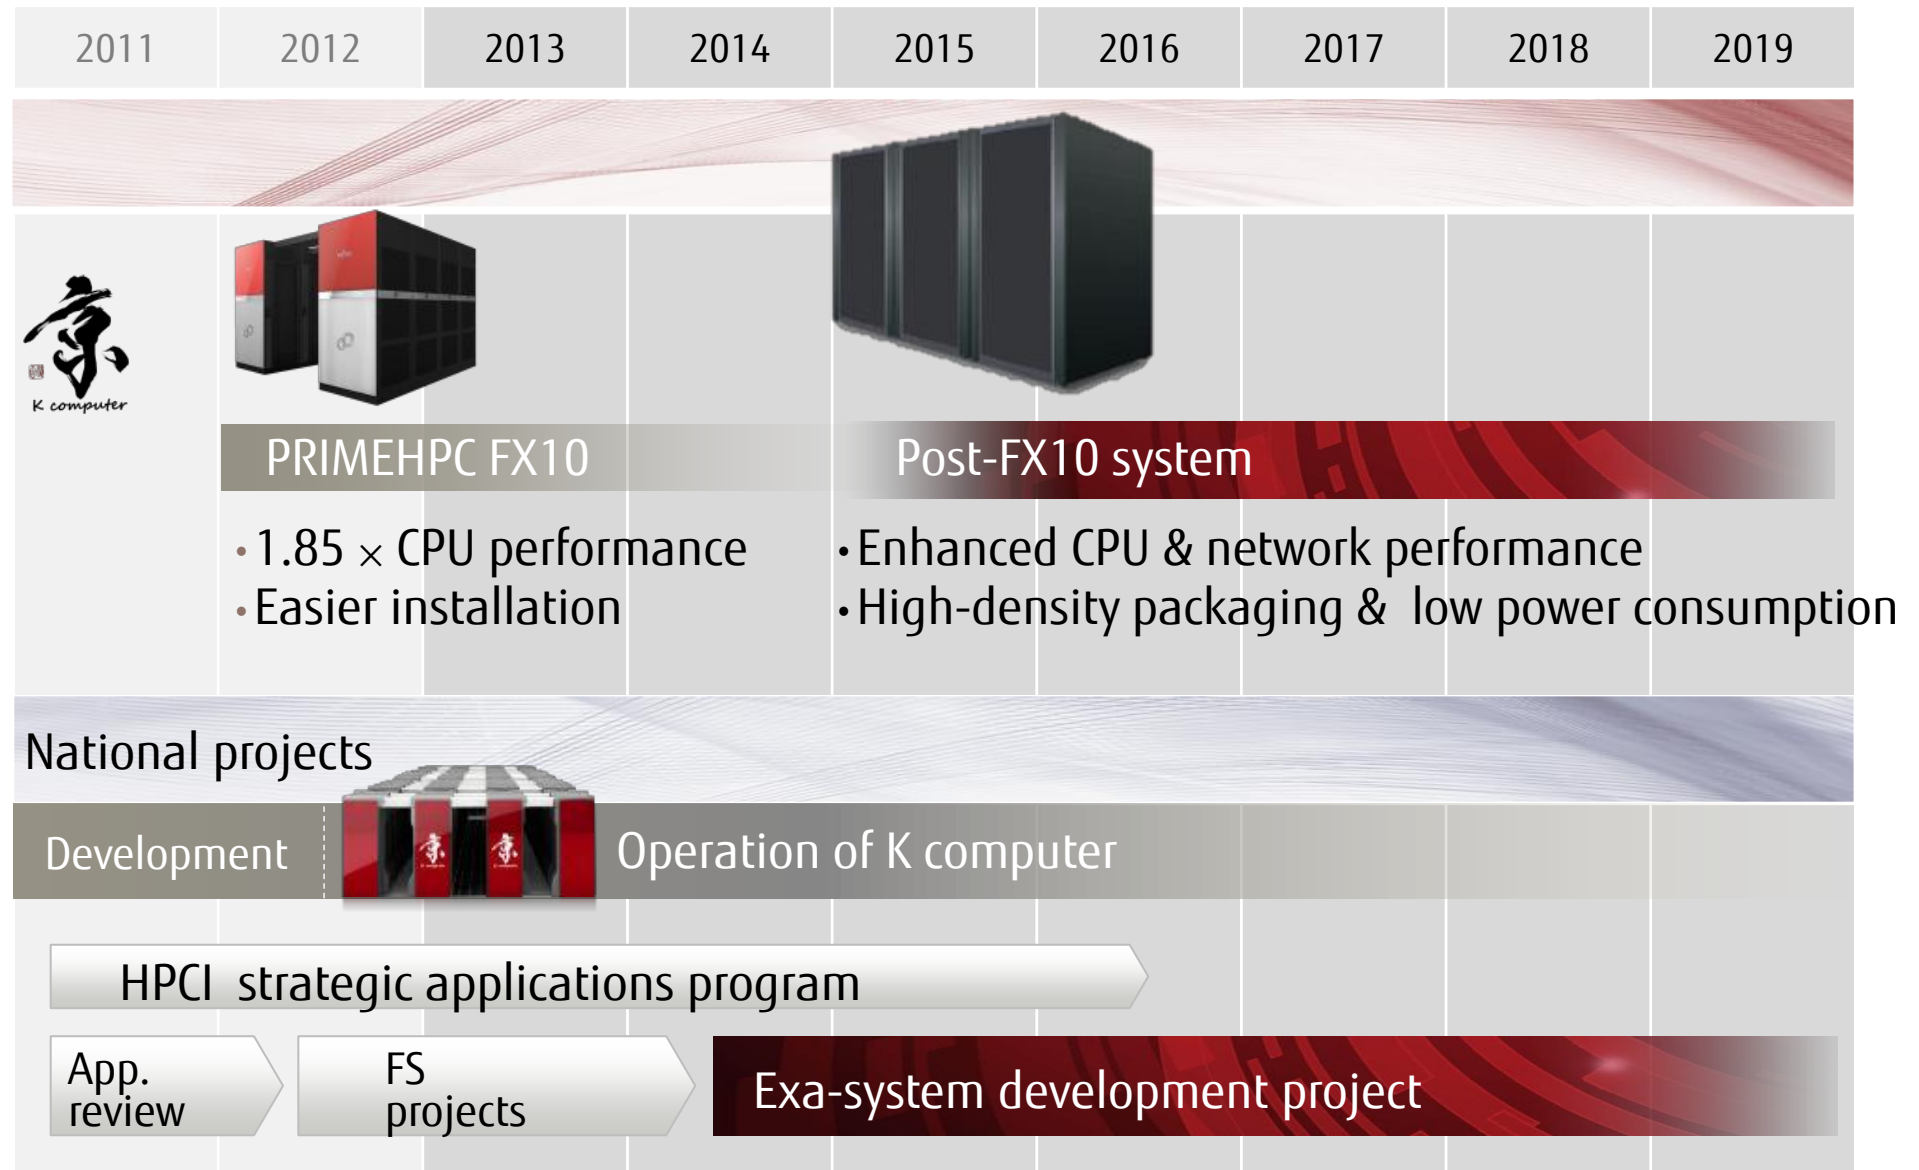 2011 2012 2013 2014 2015 2016 2017 2018 2019
京
K computer
PRIMEHPC FX10
Post-FX10 system
・1.85 × CPU performance
・Easier installation
・Enhanced CPU & network performance
・High-density packaging & low power consumption
National projects
Development
京 京
Operation of K computer
HPCI strategic applications program
App.
review
FS
projects
Exa-system development project